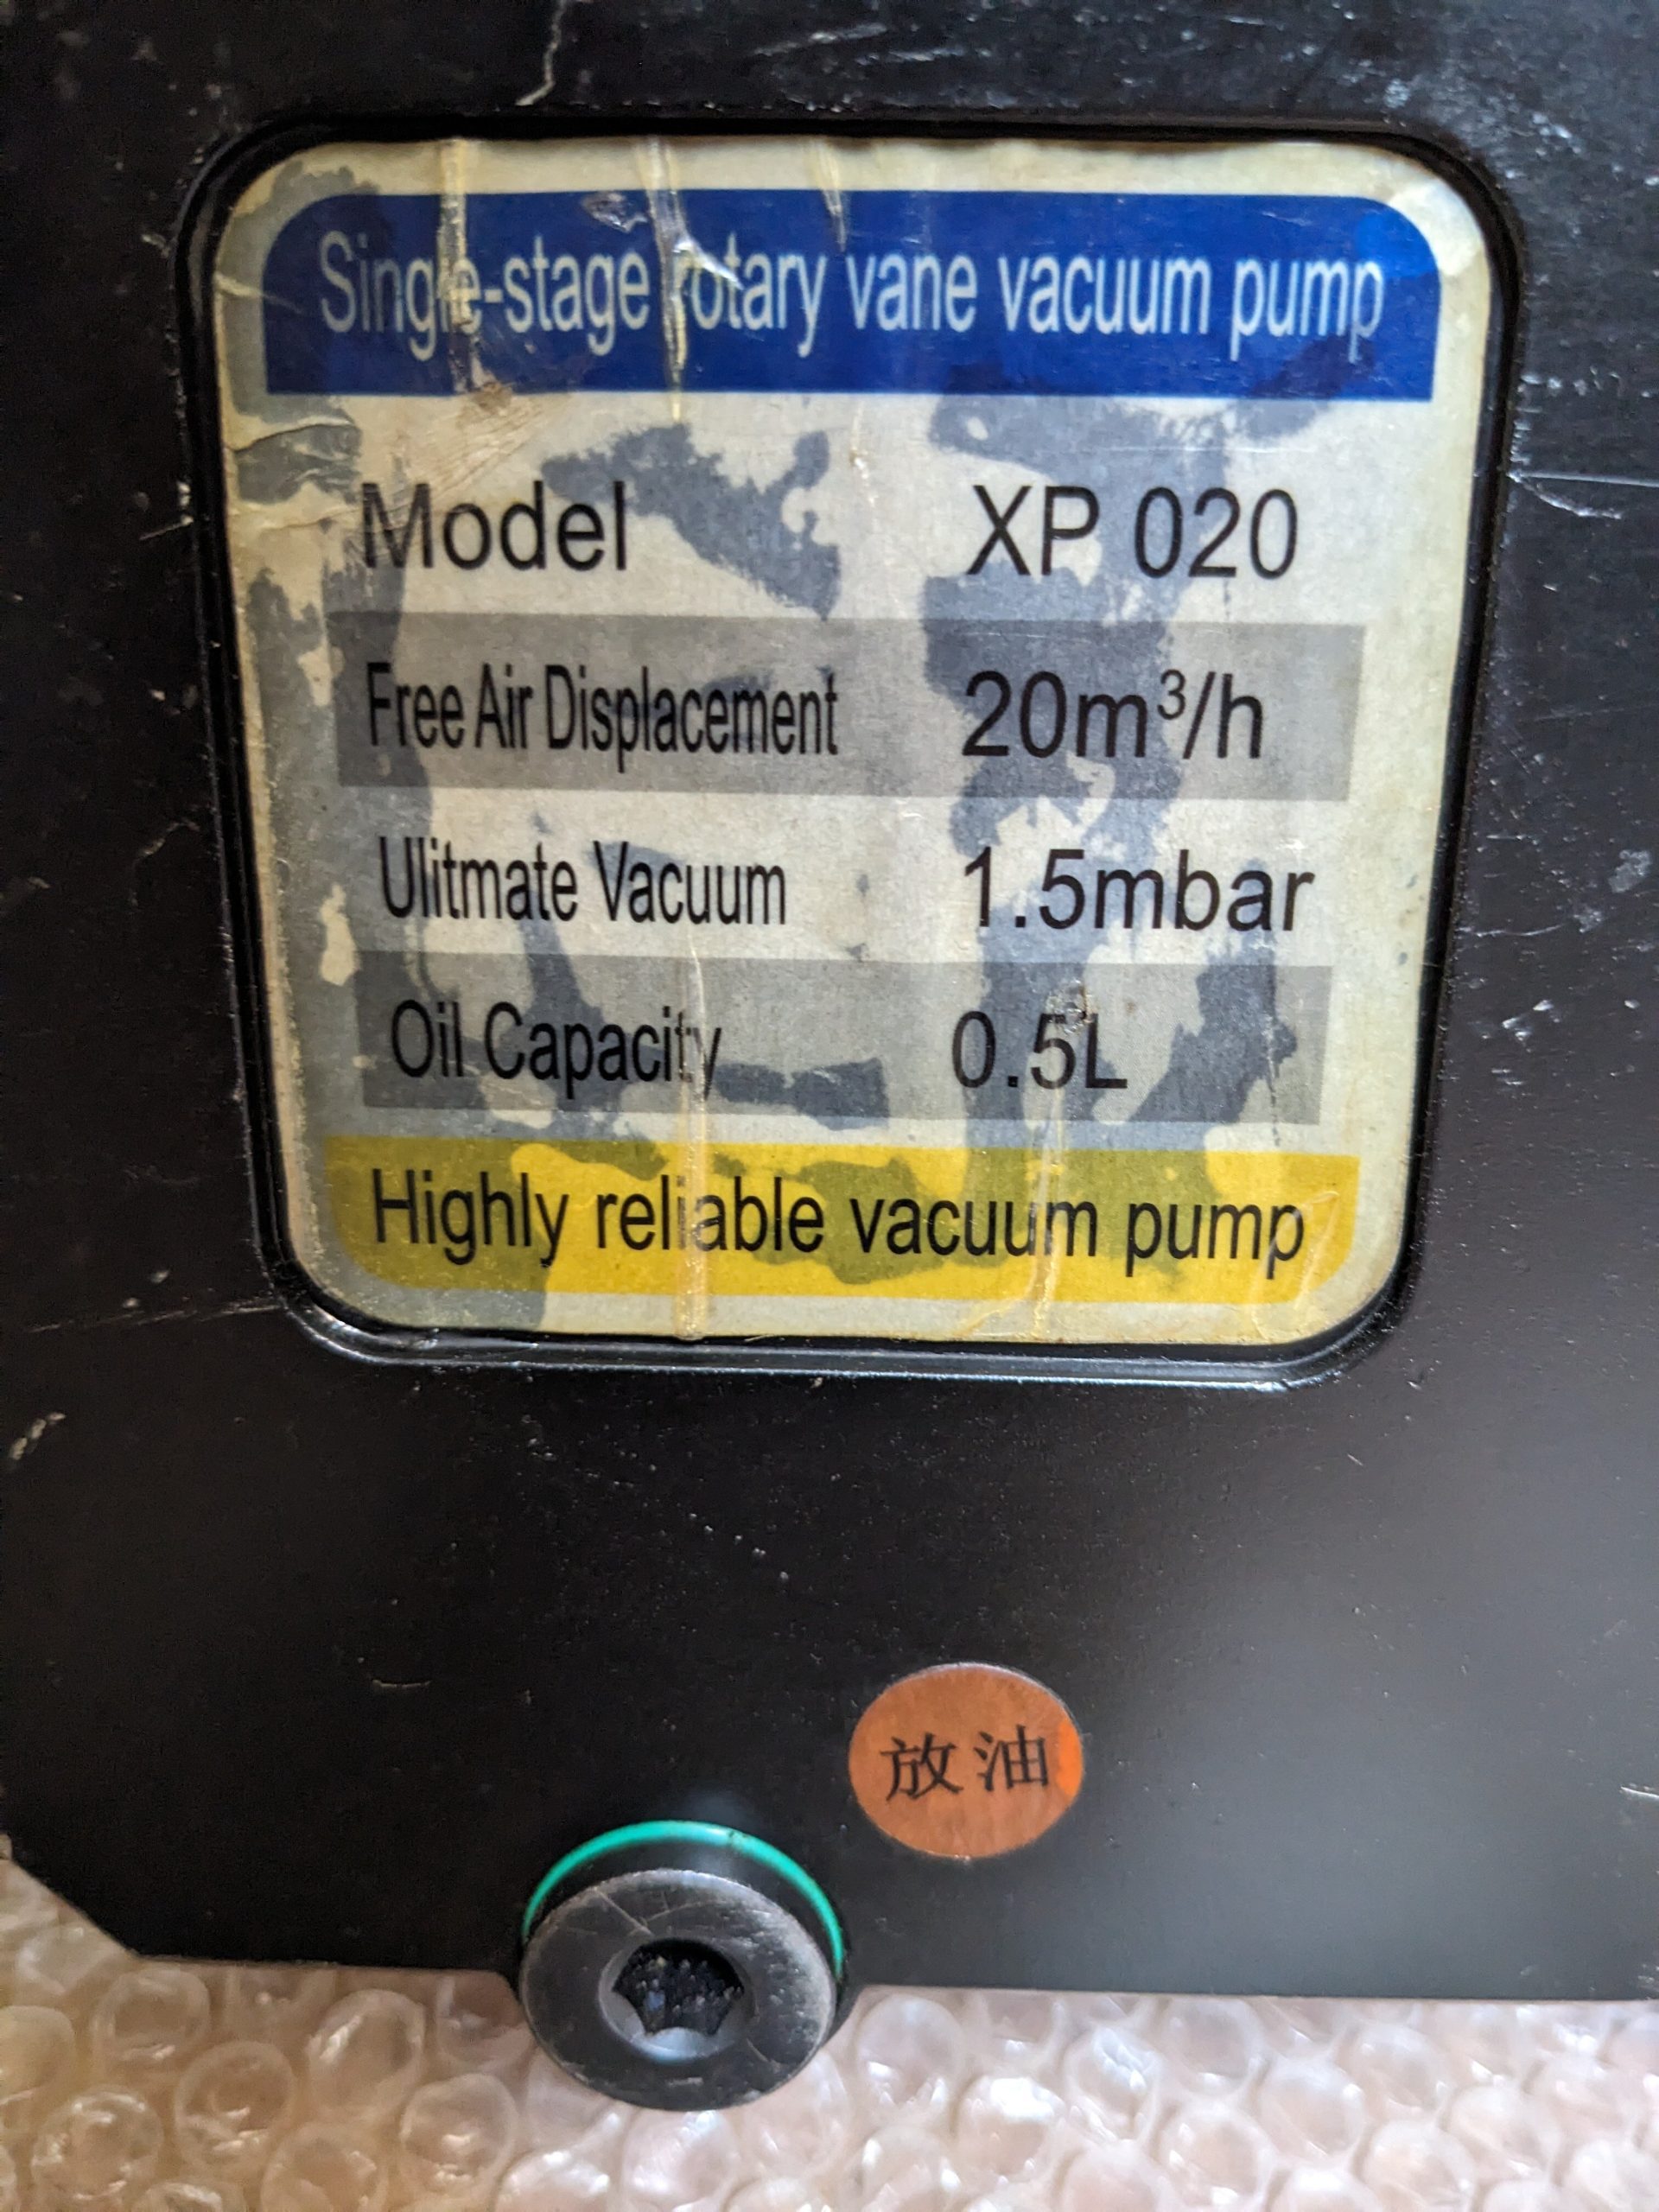 Single-stage rotary vane vacuum pump
Model XP 020
Free Air Displacement 20m³/h
Ulitmate Vacuum 1.5mbar
Oil Capacity 0.5L
Highly reliable vacuum pump
放油